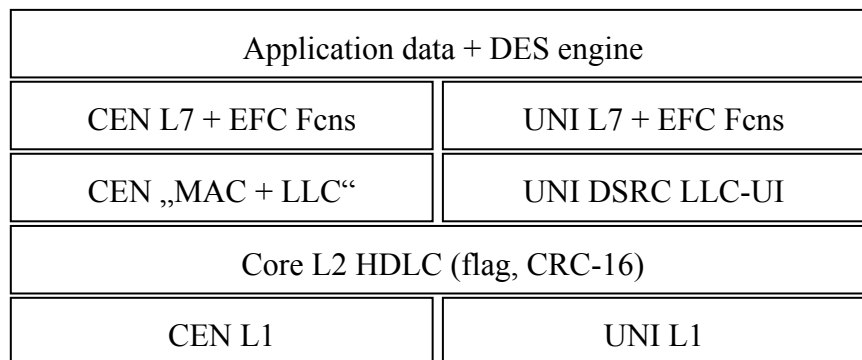 Application data + DES engine
CEN L7 + EFC Fcns
UNI L7 + EFC Fcns
CEN „MAC + LLC“
UNI DSRC LLC-UI
Core L2 HDLC (flag, CRC-16)
CEN L1
UNI L1